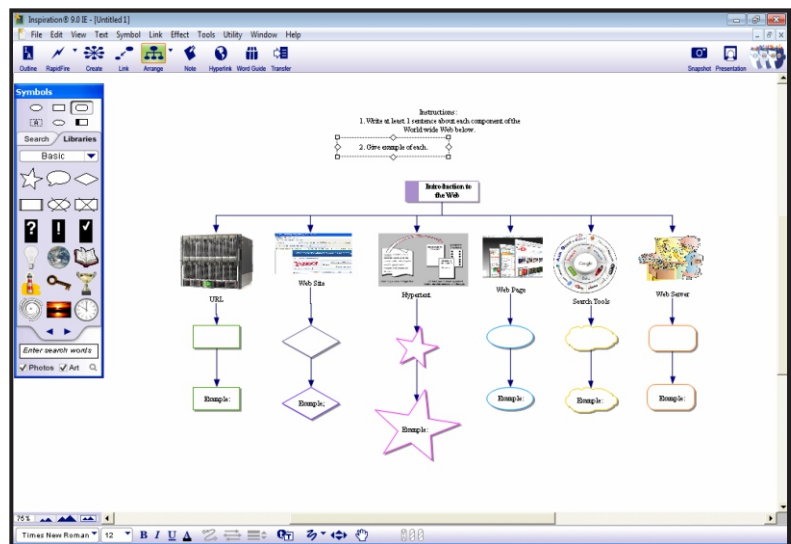 Inspiration® 9.0 IE - [Untitled 1]
File Edit View Text Symbol Link Effect Tools Utility Window Help
Outline RapidFire Create Link Arrange Note Hyperlink Word Guide Transfer Snapshot Presentation
Symbols
Search Libraries
Basic
Enter search words
Photos Art
Instructions:
1. Write at least 1 sentence about each component of the
World wide Web below.
2. Give example of each.
Introduction to
the Web
URL
Web Site
Hypertext
Web Page
Search Tools
Web Server
Google
Example:
Example;
Example:
Example:
Example:
Example:
75%
Times New Roman 12 B I U A